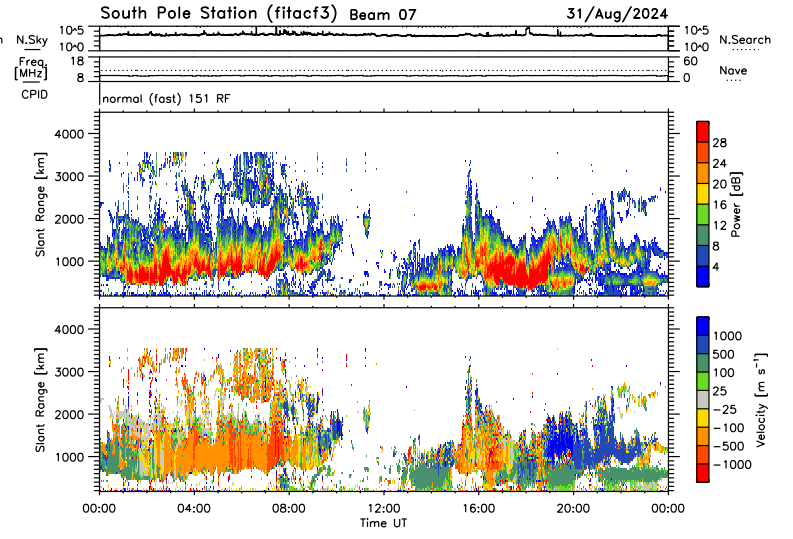 South Pole Station (fitacf3) Beam 07 31/Aug/2024
n N.Sky 10^5 10^0 10^5 10^0 N.Search
Freq. [MHz] 18 8 60 0 Nave
CPID normal (fast) 151 RF
Slant Range [km]
4000
3000
2000
1000
28
24
20
16
12
8
4
Power [dB]
Slant Range [km]
4000
3000
2000
1000
1000
500
100
25
-25
-100
-500
-1000
Velocity [m s^-1]
00:00 04:00 08:00 12:00 16:00 20:00 00:00
Time UT